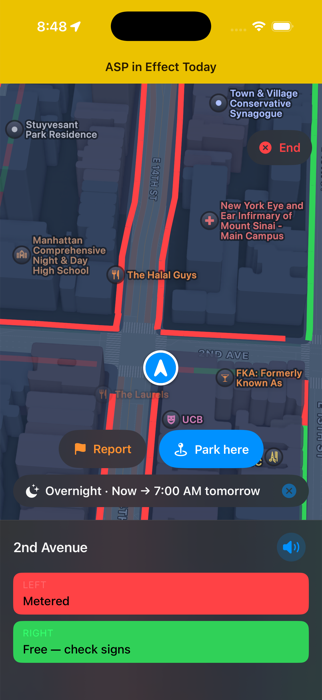 8:48
ASP in Effect Today
Town & Village
Conservative
Synagogue
Stuyvesant
Park Residence
End
E 14TH ST
New York Eye and
Ear Infirmary of
Mount Sinai -
Main Campus
Manhattan
Comprehensive
Night & Day
High School
The Halal Guys
2ND AVE
FKA: Formerly
Known As
The Laurels
UCB
Report
Park here
Overnight · Now → 7:00 AM tomorrow
2nd Avenue
LEFT
Metered
RIGHT
Free — check signs